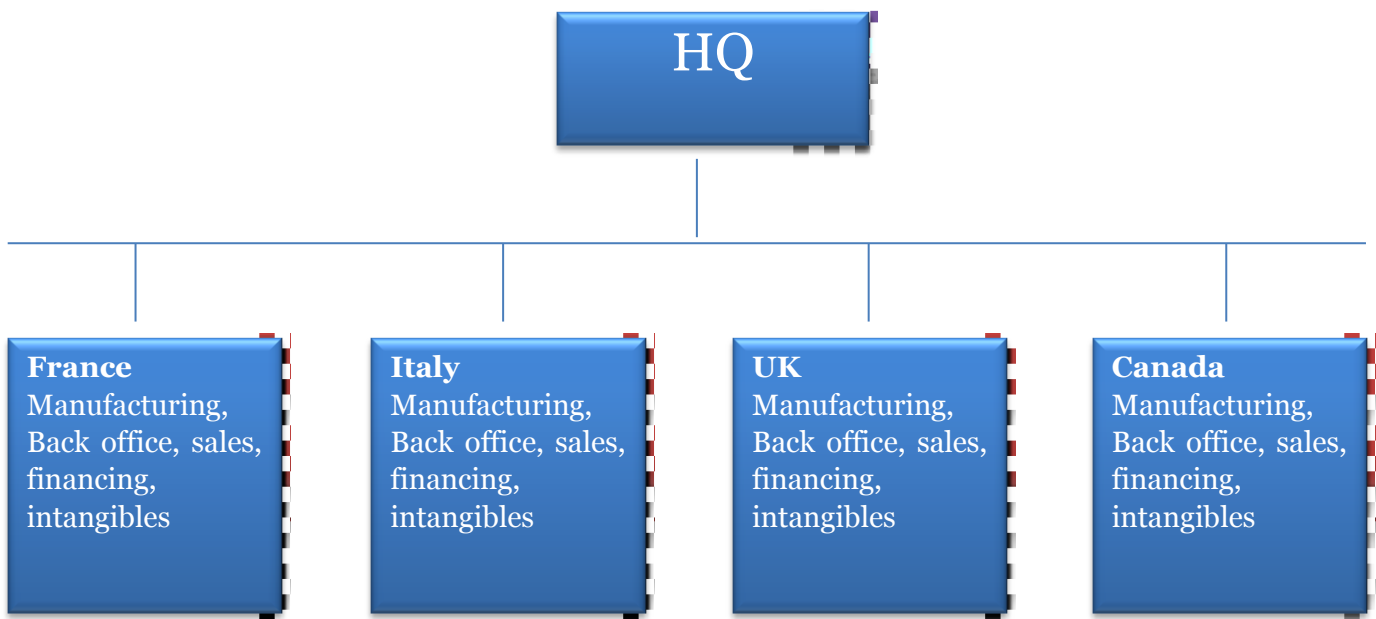 HQ
France
Manufacturing,
Back office, sales,
financing,
intangibles
Italy
Manufacturing,
Back office, sales,
financing,
intangibles
UK
Manufacturing,
Back office, sales,
financing,
intangibles
Canada
Manufacturing,
Back office, sales,
financing,
intangibles